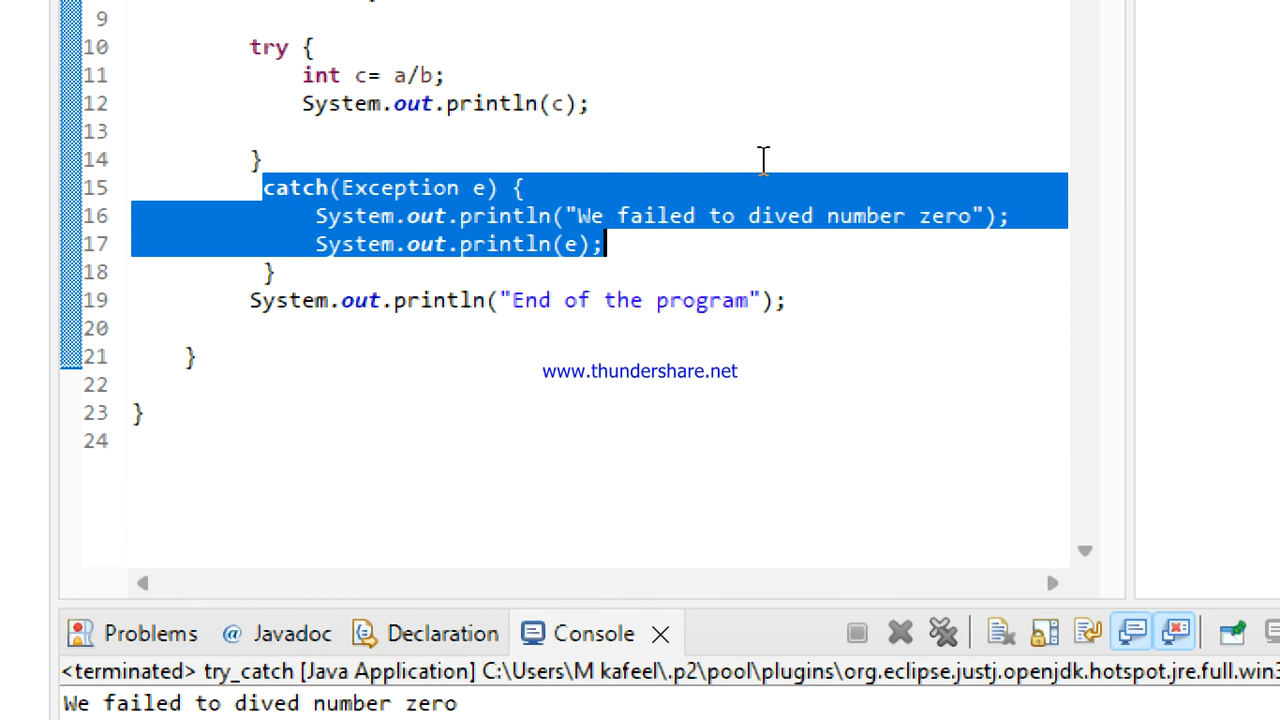 9
10 try {
11 int c= a/b;
12 System.out.println(c);
13
14 }
15 catch(Exception e) {
16 System.out.println("We failed to dived number zero");
17 System.out.println(e);
18 }
19 System.out.println("End of the program");
20
21 }
www.thundershare.net
22
23 }
24
Problems @ Javadoc Declaration Console
<terminated> try_catch [Java Application] C:\Users\M kafeel\.p2\pool\plugins\org.eclipse.justj.openjdk.hotspot.jre.full.win3
We failed to dived number zero